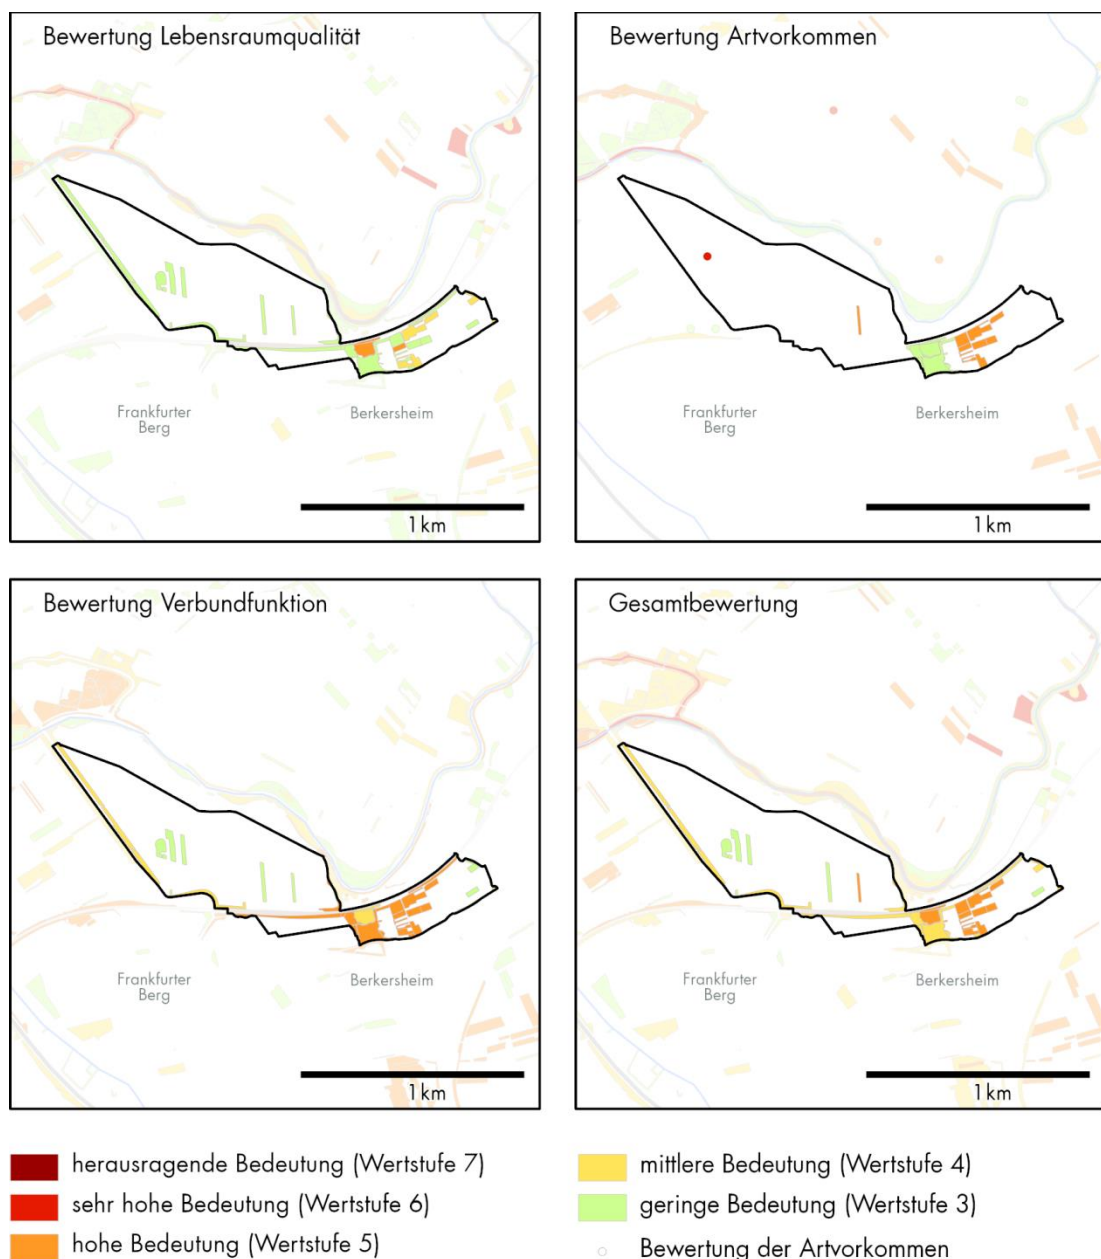 Bewertung Lebensraumqualität
Frankfurter
Berg
Berkersheim
1 km
Bewertung Artvorkommen
Frankfurter
Berg
Berkersheim
1 km
Bewertung Verbundfunktion
Frankfurter
Berg
Berkersheim
1 km
Gesamtbewertung
Frankfurter
Berg
Berkersheim
1 km
herausragende Bedeutung (Wertstufe 7)
sehr hohe Bedeutung (Wertstufe 6)
hohe Bedeutung (Wertstufe 5)
mittlere Bedeutung (Wertstufe 4)
geringe Bedeutung (Wertstufe 3)
Bewertung der Artvorkommen